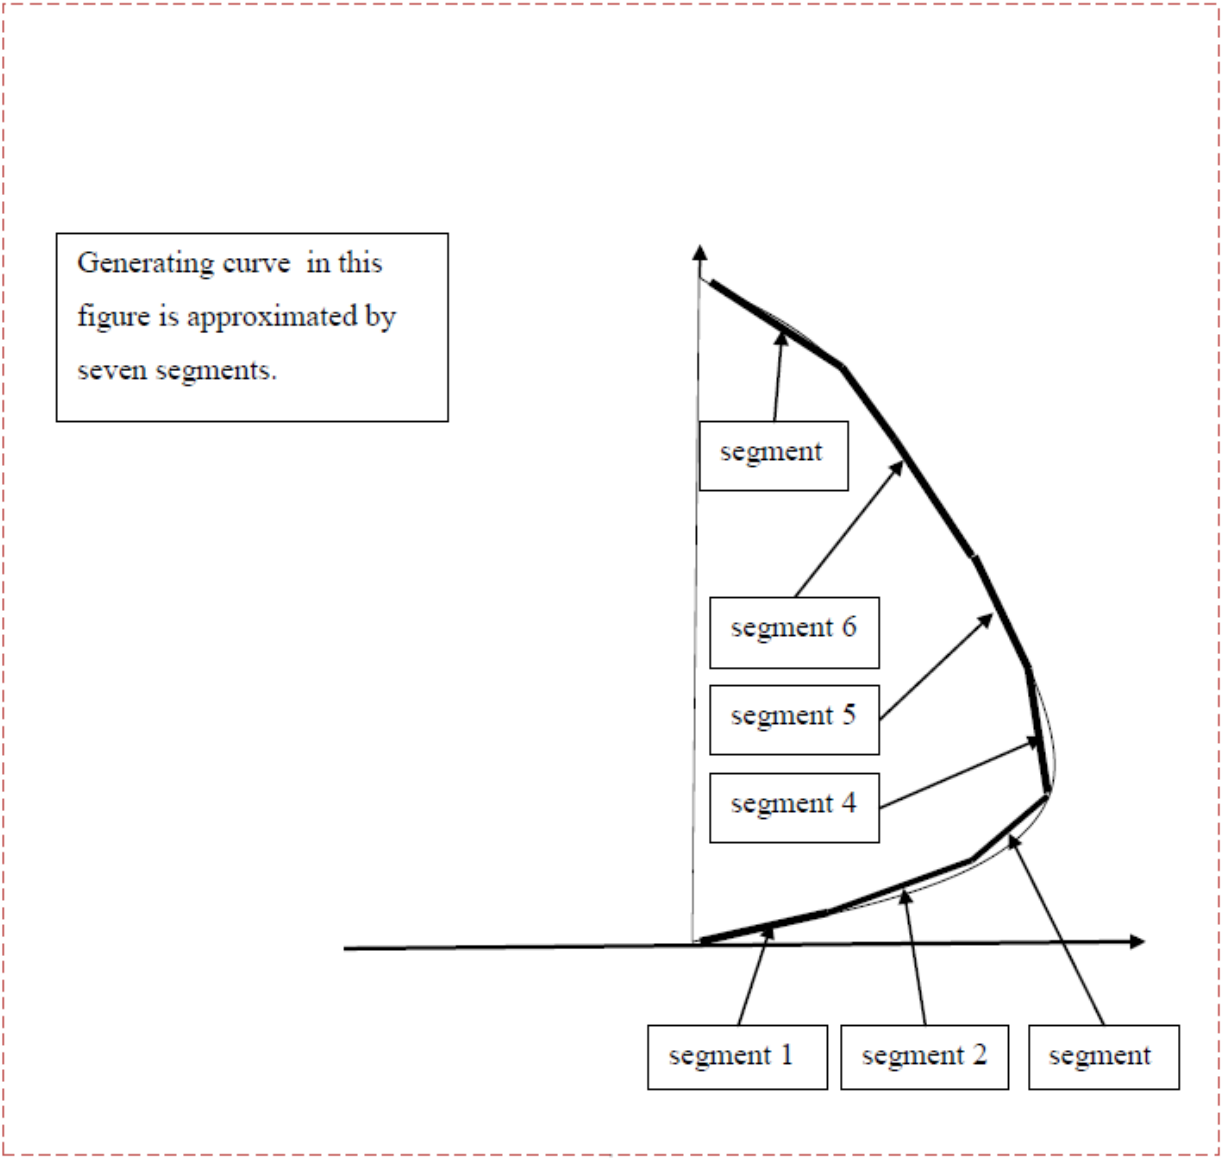 Generating curve in this
figure is approximated by
seven segments.
segment
segment 6
segment 5
segment 4
segment 1
segment 2
segment